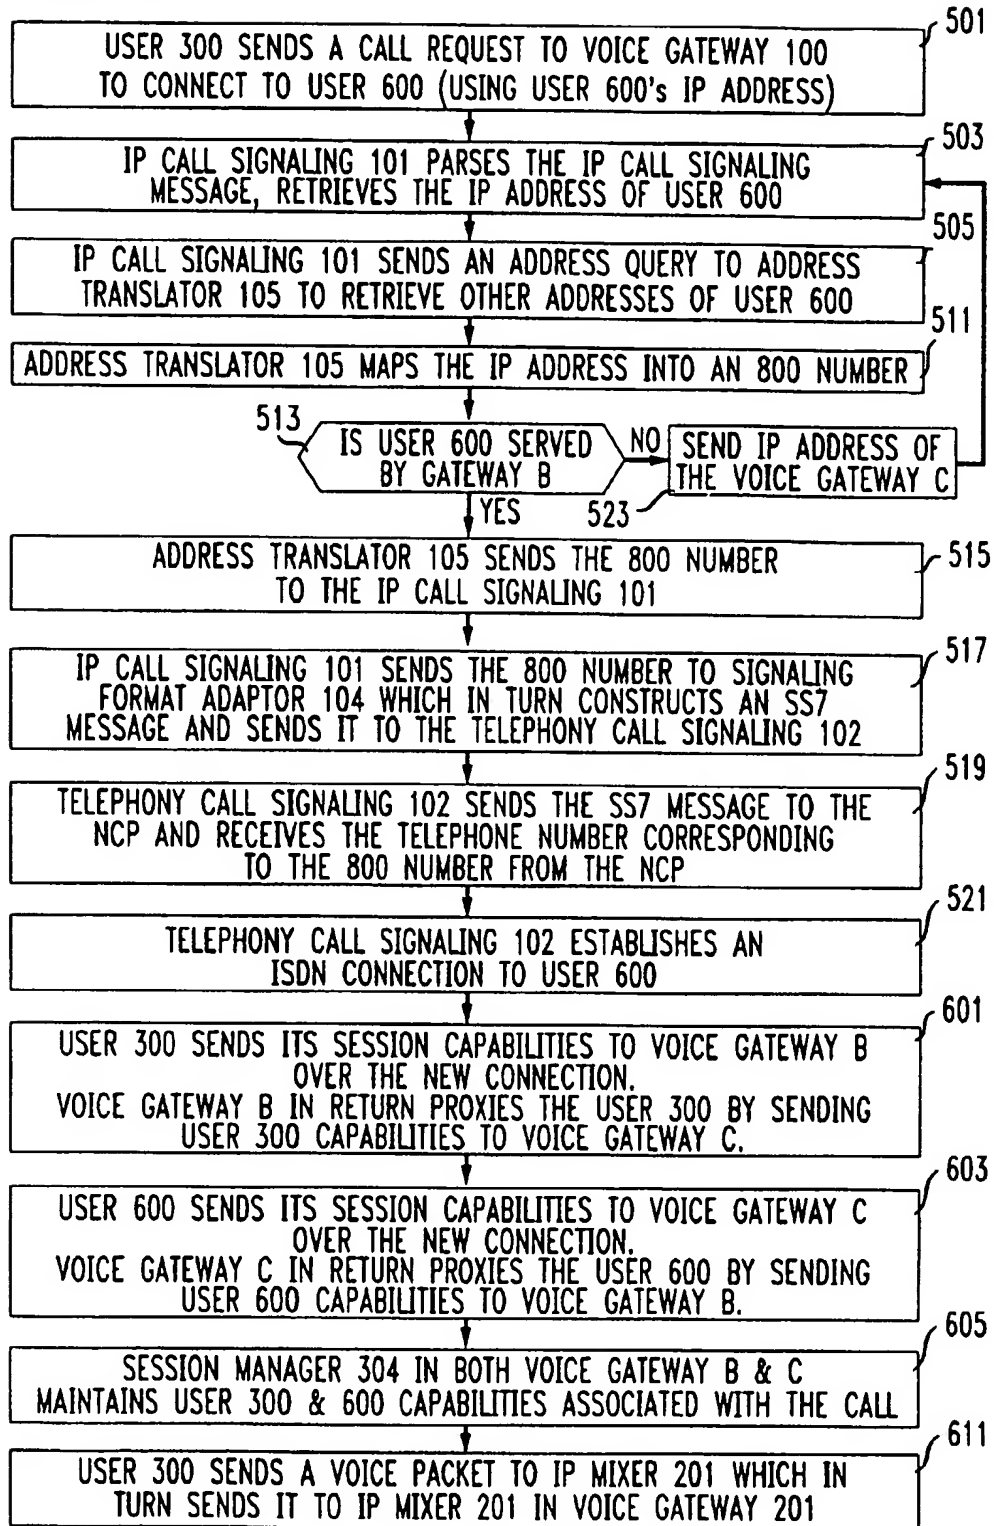 501
USER 300 SENDS A CALL REQUEST TO VOICE GATEWAY 100
TO CONNECT TO USER 600 (USING USER 600's IP ADDRESS)
503
IP CALL SIGNALING 101 PARSES THE IP CALL SIGNALING
MESSAGE, RETRIEVES THE IP ADDRESS OF USER 600
505
IP CALL SIGNALING 101 SENDS AN ADDRESS QUERY TO ADDRESS
TRANSLATOR 105 TO RETRIEVE OTHER ADDRESSES OF USER 600
511
ADDRESS TRANSLATOR 105 MAPS THE IP ADDRESS INTO AN 800 NUMBER
513
IS USER 600 SERVED
BY GATEWAY B
NO
SEND IP ADDRESS OF
THE VOICE GATEWAY C
523
YES
515
ADDRESS TRANSLATOR 105 SENDS THE 800 NUMBER
TO THE IP CALL SIGNALING 101
517
IP CALL SIGNALING 101 SENDS THE 800 NUMBER TO SIGNALING
FORMAT ADAPTOR 104 WHICH IN TURN CONSTRUCTS AN SS7
MESSAGE AND SENDS IT TO THE TELEPHONY CALL SIGNALING 102
519
TELEPHONY CALL SIGNALING 102 SENDS THE SS7 MESSAGE TO THE
NCP AND RECEIVES THE TELEPHONE NUMBER CORRESPONDING
TO THE 800 NUMBER FROM THE NCP
521
TELEPHONY CALL SIGNALING 102 ESTABLISHES AN
ISDN CONNECTION TO USER 600
601
USER 300 SENDS ITS SESSION CAPABILITIES TO VOICE GATEWAY B
OVER THE NEW CONNECTION.
VOICE GATEWAY B IN RETURN PROXIES THE USER 300 BY SENDING
USER 300 CAPABILITIES TO VOICE GATEWAY C.
603
USER 600 SENDS ITS SESSION CAPABILITIES TO VOICE GATEWAY C
OVER THE NEW CONNECTION.
VOICE GATEWAY C IN RETURN PROXIES THE USER 600 BY SENDING
USER 600 CAPABILITIES TO VOICE GATEWAY B.
605
SESSION MANAGER 304 IN BOTH VOICE GATEWAY B & C
MAINTAINS USER 300 & 600 CAPABILITIES ASSOCIATED WITH THE CALL
611
USER 300 SENDS A VOICE PACKET TO IP MIXER 201 WHICH IN
TURN SENDS IT TO IP MIXER 201 IN VOICE GATEWAY 201